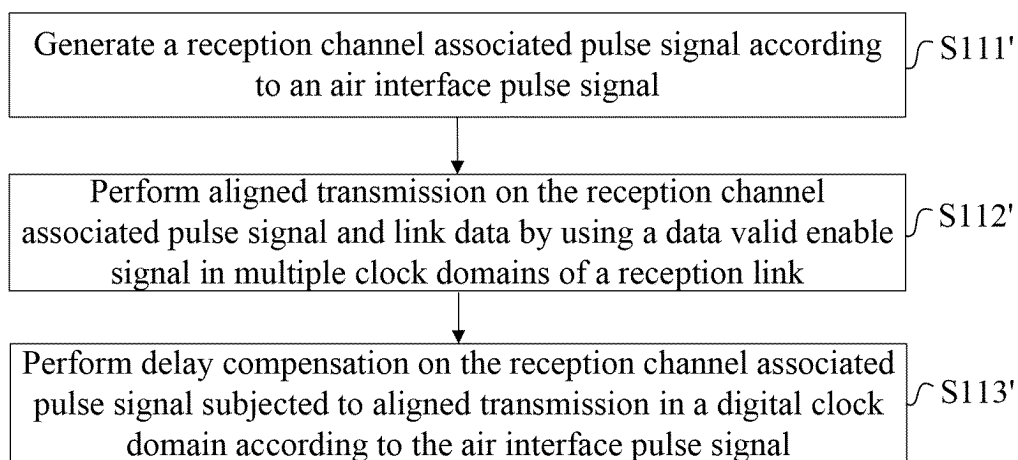 Generate a reception channel associated pulse signal according
to an air interface pulse signal
S111'
Perform aligned transmission on the reception channel
associated pulse signal and link data by using a data valid enable
signal in multiple clock domains of a reception link
S112'
Perform delay compensation on the reception channel associated
pulse signal subjected to aligned transmission in a digital clock
domain according to the air interface pulse signal
S113'